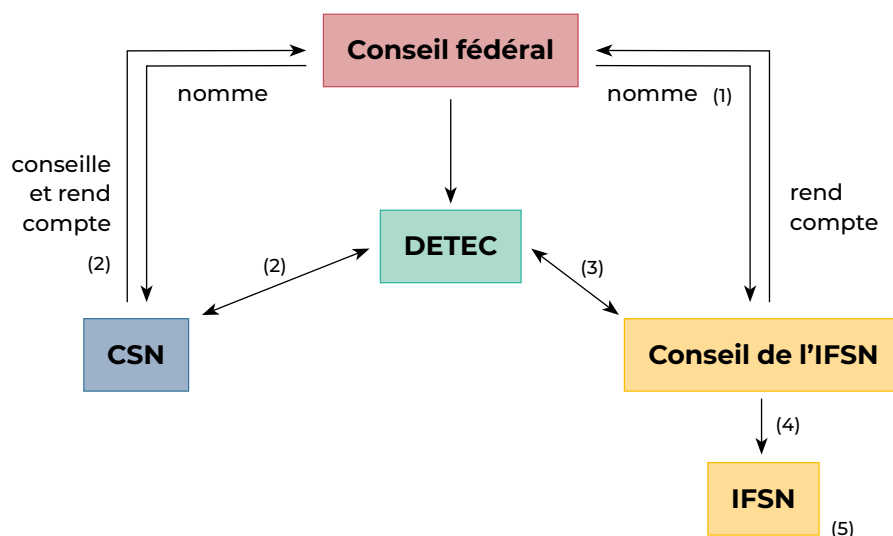 Conseil fédéral
nomme
nomme (1)
conseille
et rend
compte
(2)
rend
compte
DETEC
(2)
(3)
CSN
Conseil de l’IFSN
(4)
IFSN
(5)